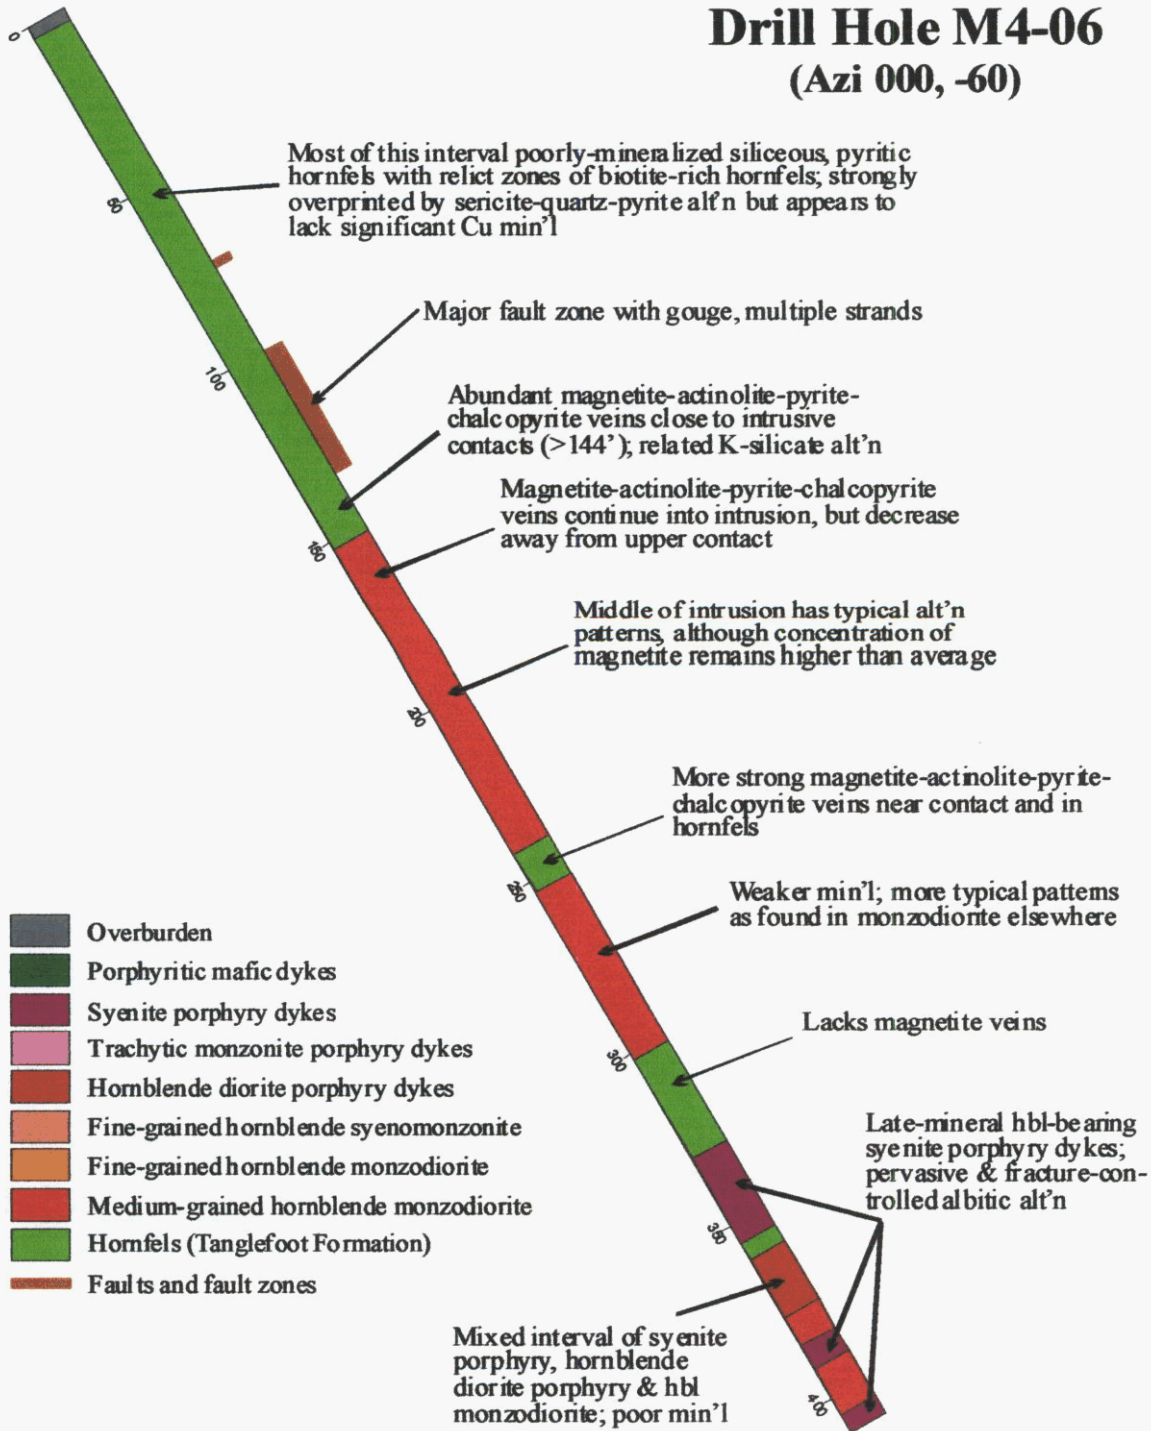 Drill Hole M4-06
(Azi 000, -60)
0
Most of this interval poorly-mineralized siliceous, pyritic
hornfels with relict zones of biotite-rich hornfels; strongly
overprinted by sericite-quartz-pyrite alt'n but appears to
lack significant Cu min'l
50
Major fault zone with gouge, multiple strands
100
Abundant magnetite-actinolite-pyrite-
chalcopyrite veins close to intrusive
contacts (>144'); related K-silicate alt'n
Magnetite-actinolite-pyrite-chalcopyrite
veins continue into intrusion, but decrease
away from upper contact
150
Middle of intrusion has typical alt'n
patterns, although concentration of
magnetite remains higher than average
200
More strong magnetite-actinolite-pyrite-
chalcopyrite veins near contact and in
hornfels
250
Weaker min'l; more typical patterns
as found in monzodiorite elsewhere
Lacks magnetite veins
300
Late-mineral hbl-bearing
syenite porphyry dykes;
pervasive & fracture-con-
trolled albitic alt'n
350
Mixed interval of syenite
porphyry, hornblende
diorite porphyry & hbl
monzodiorite; poor min'l
400
Overburden
Porphyritic mafic dykes
Syenite porphyry dykes
Trachytic monzonite porphyry dykes
Hornblende diorite porphyry dykes
Fine-grained hornblende syenomonzonite
Fine-grained hornblende monzodiorite
Medium-grained hornblende monzodiorite
Hornfels (Tanglefoot Formation)
Faults and fault zones